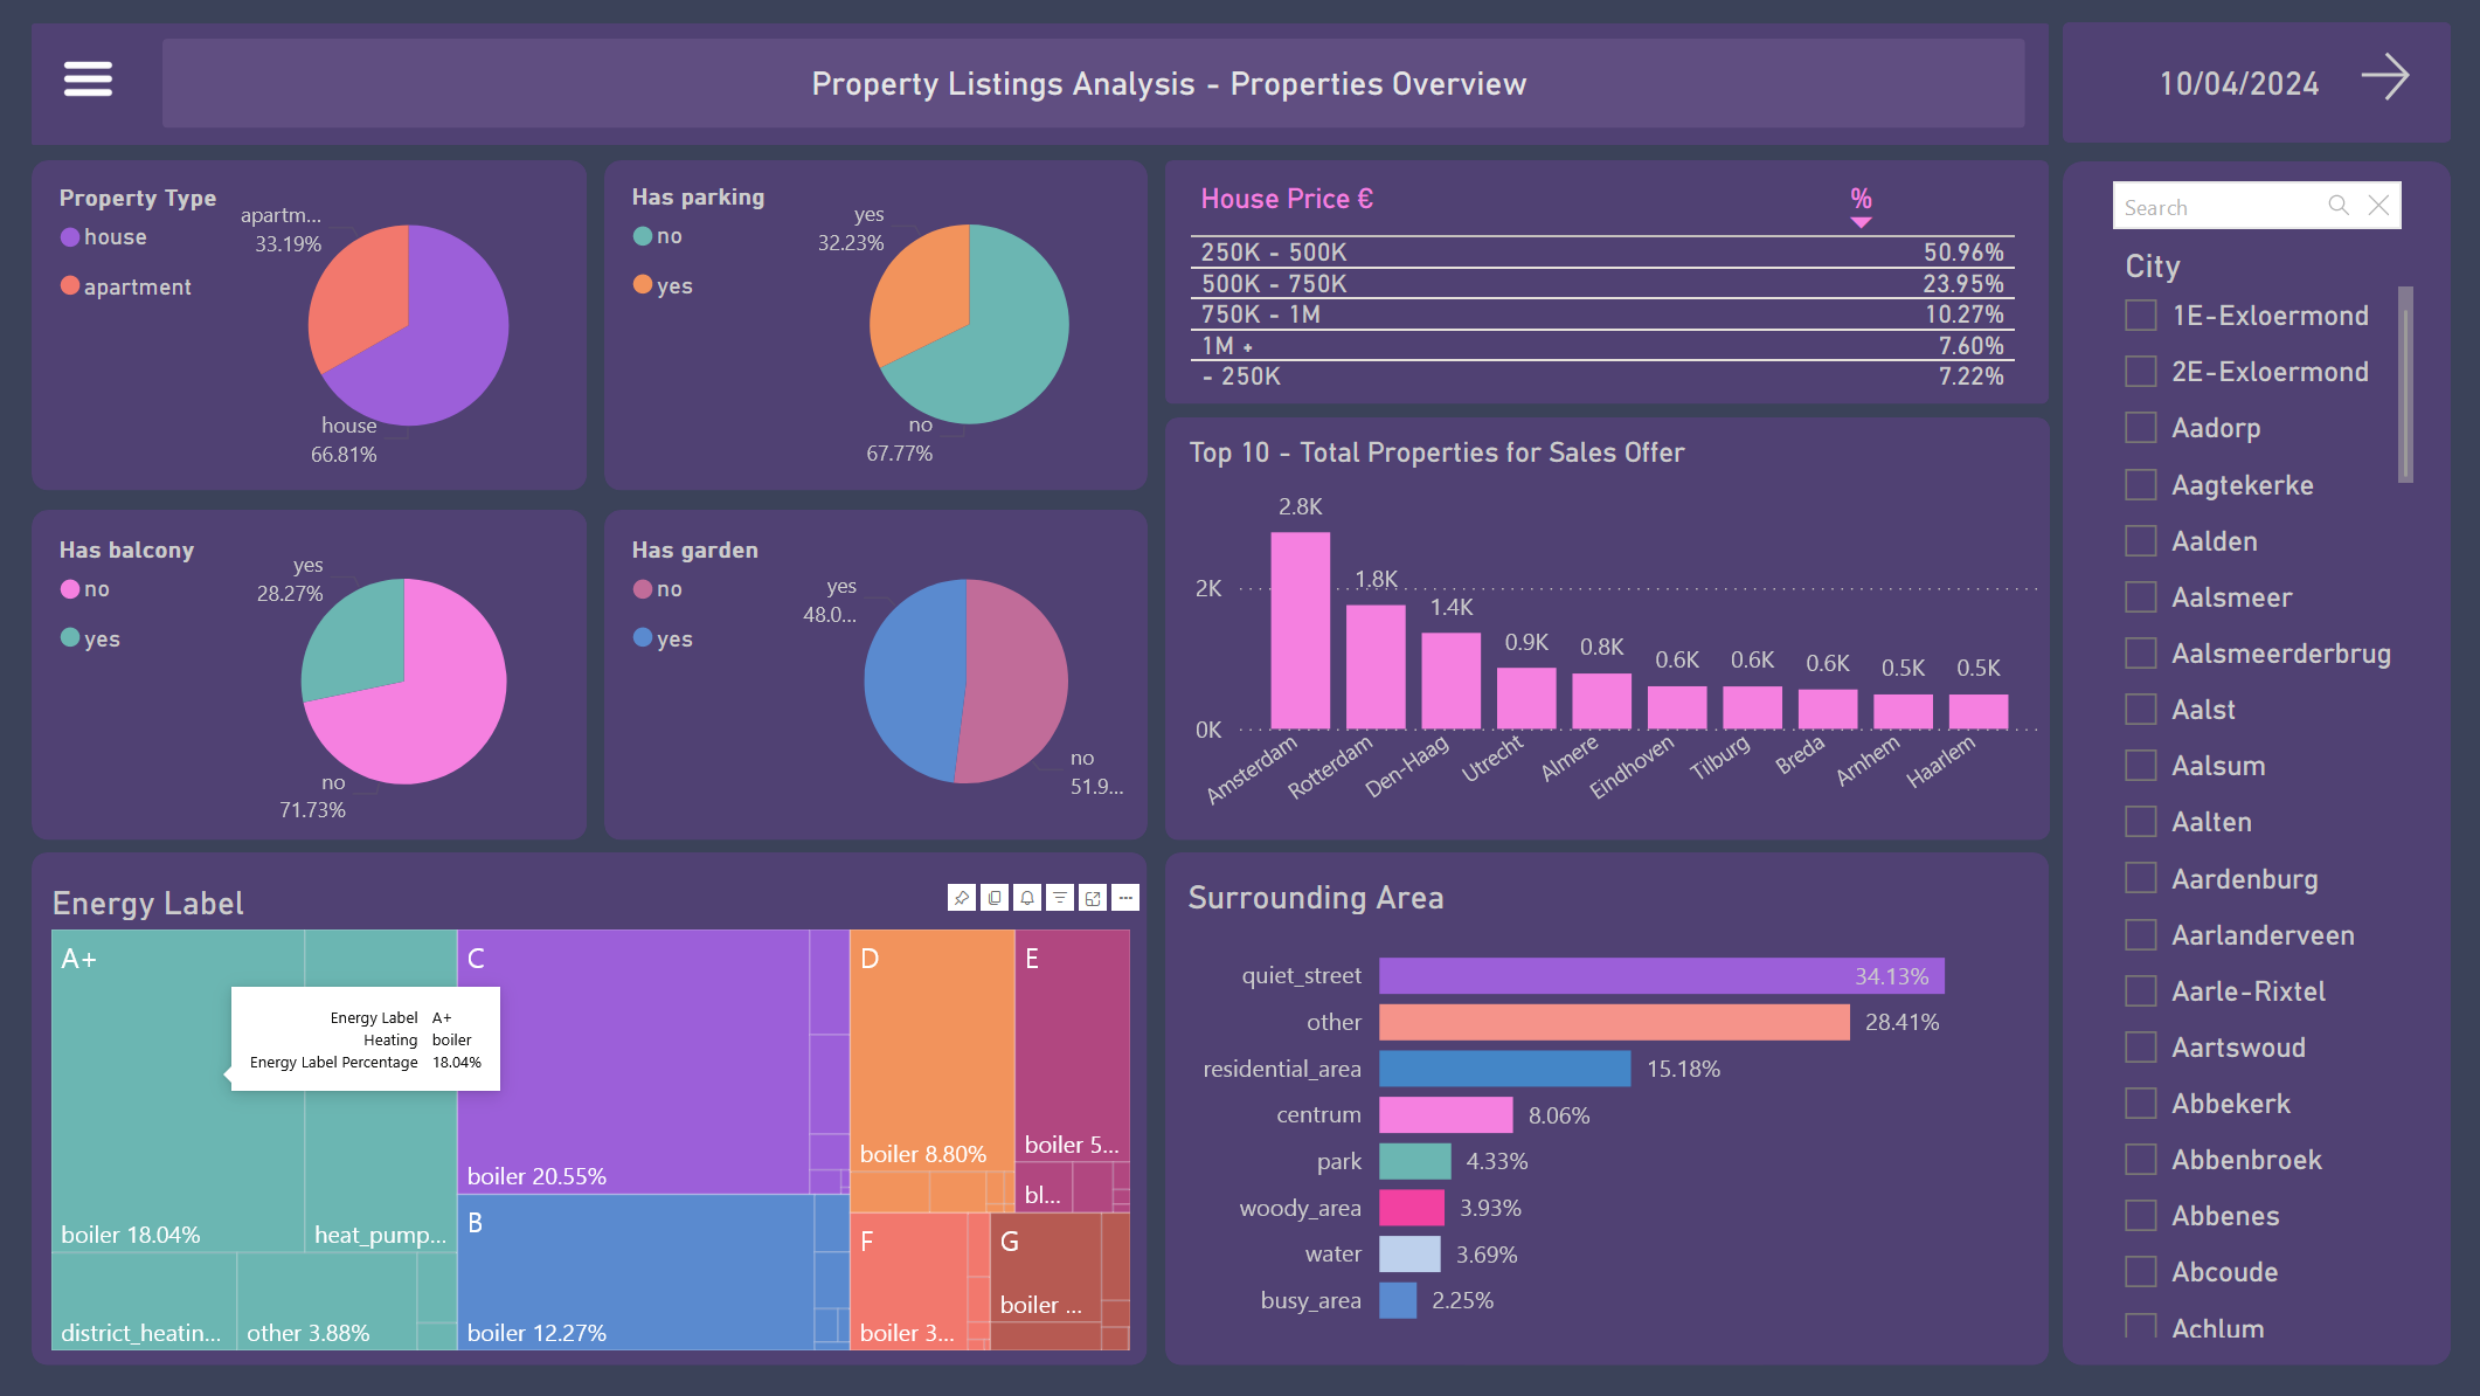 Property Listings Analysis - Properties Overview
10/04/2024
Property Type
house
apartment
apartm...
33.19%
house
66.81%
Has parking
no
yes
yes
32.23%
no
67.77%
House Price € %
250K - 500K 50.96%
500K - 750K 23.95%
750K - 1M 10.27%
1M + 7.60%
- 250K 7.22%
Has balcony
no
yes
yes
28.27%
no
71.73%
Has garden
no
yes
yes
48.0...
no
51.9...
Top 10 - Total Properties for Sales Offer
2K
0K
2.8K
1.8K
1.4K
0.9K
0.8K
0.6K
0.6K
0.6K
0.5K
0.5K
Amsterdam
Rotterdam
Den-Haag
Utrecht
Almere
Eindhoven
Tilburg
Breda
Arnhem
Haarlem
Energy Label
A+
boiler 18.04%
heat_pump...
district_heatin...
other 3.88%
Energy Label A+
Heating boiler
Energy Label Percentage 18.04%
C
boiler 20.55%
B
boiler 12.27%
D
boiler 8.80%
E
boiler 5...
bl...
F
boiler 3...
G
boiler ...
Surrounding Area
quiet_street 34.13%
other 28.41%
residential_area 15.18%
centrum 8.06%
park 4.33%
woody_area 3.93%
water 3.69%
busy_area 2.25%
Search
City
1E-Exloermond
2E-Exloermond
Aadorp
Aagtekerke
Aalden
Aalsmeer
Aalsmeerderbrug
Aalst
Aalsum
Aalten
Aardenburg
Aarlanderveen
Aarle-Rixtel
Aartswoud
Abbekerk
Abbenbroek
Abbenes
Abcoude
Achlum